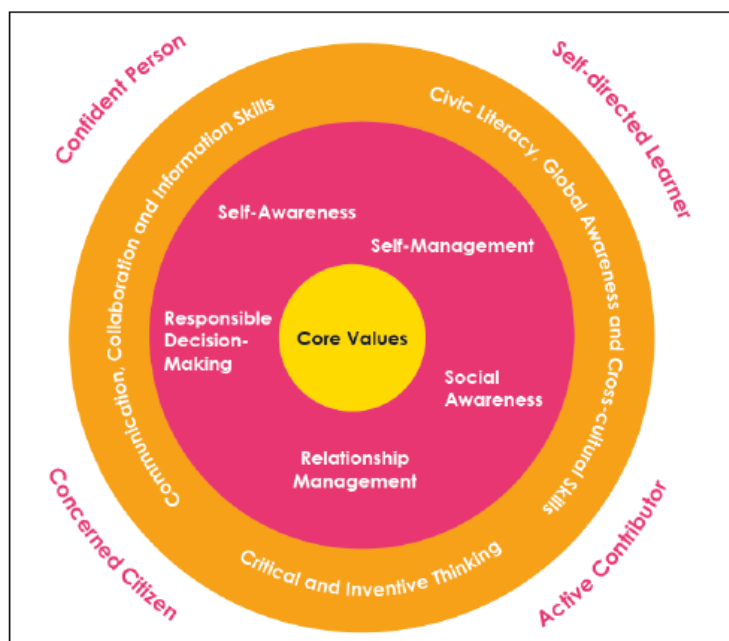 Confident Person
Self-directed Learner
Communication, Collaboration and Information Skills
Civic Literacy, Global Awareness and Cross-cultural Skills
Self-Awareness
Self-Management
Responsible
Decision-
Making
Core Values
Social
Awareness
Relationship
Management
Critical and Inventive Thinking
Concerned Citizen
Active Contributor